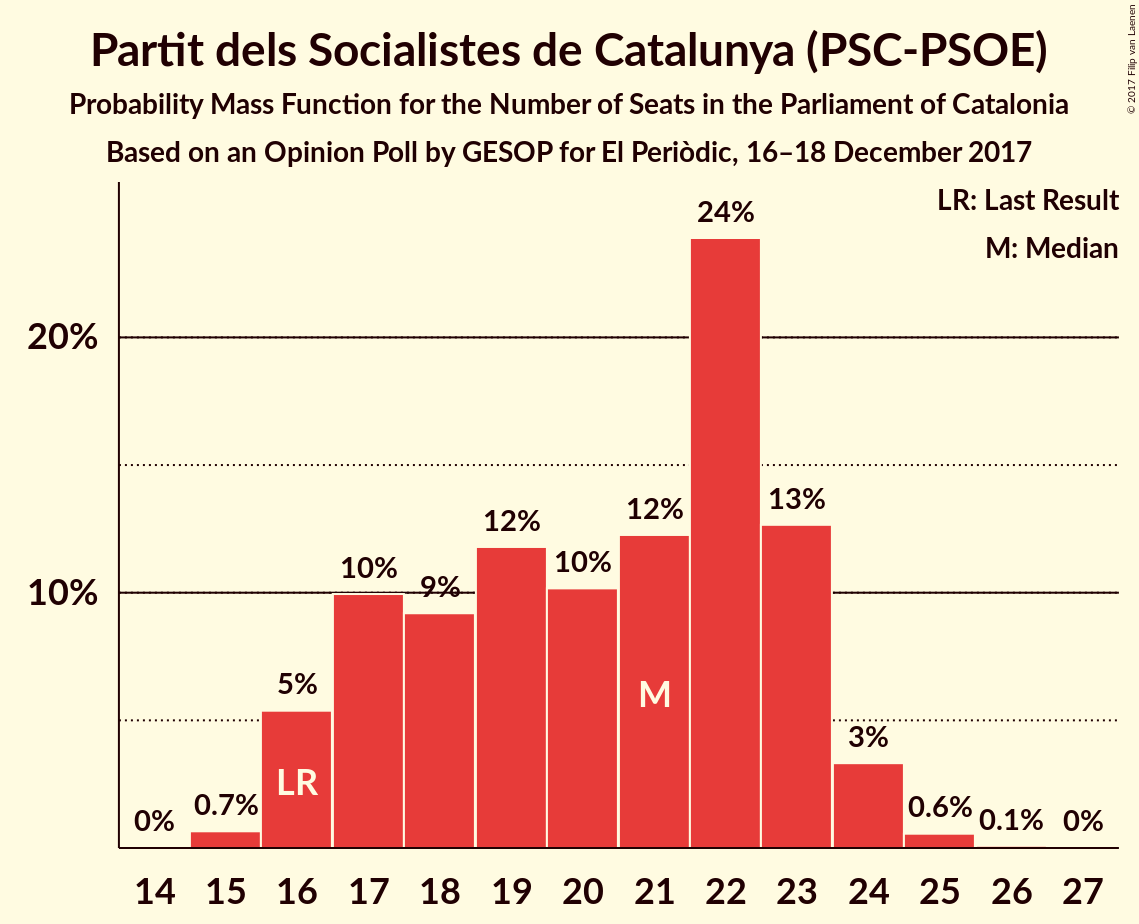 Partit dels Socialistes de Catalunya (PSC-PSOE)
Probability Mass Function for the Number of Seats in the Parliament of Catalonia
Based on an Opinion Poll by GESOP for El Periòdic, 16–18 December 2017
© 2017 Filip van Laenen
LR: Last Result
M: Median
24%
20%
13%
12%
12%
10%
10%
9%
10%
5%
M
3%
LR
0%
0.7%
0.6%
0.1%
0%
14 15 16 17 18 19 20 21 22 23 24 25 26 27